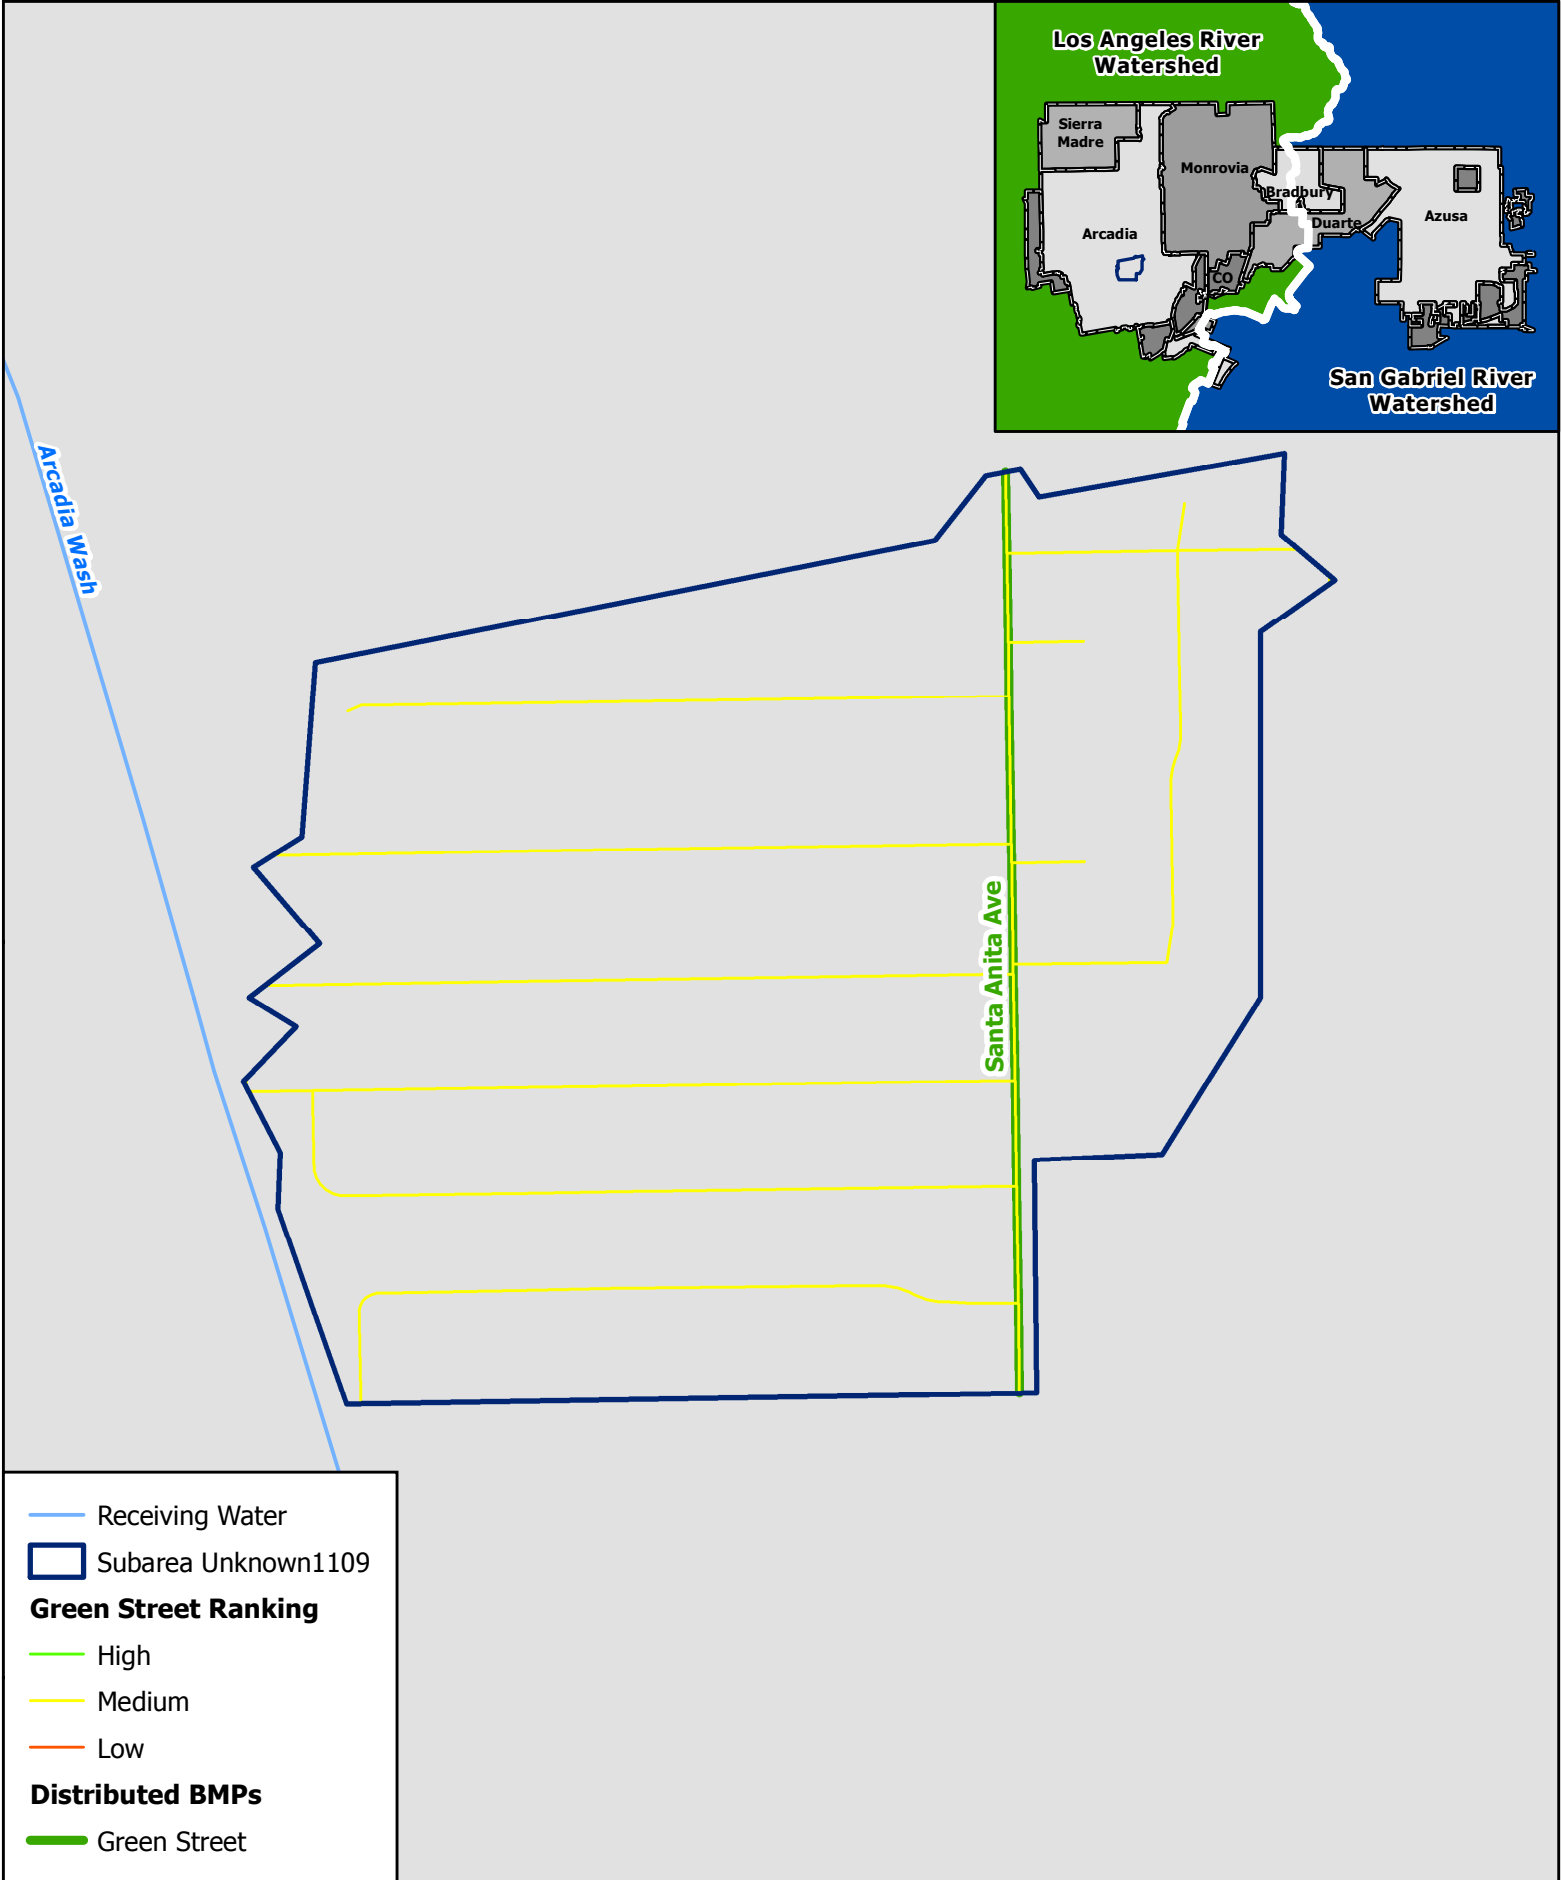 Los Angeles River
Watershed
Sierra
Madre
Monrovia
Bradbury
Duarte
Azusa
Arcadia
CO
San Gabriel River
Watershed
Arcadia Wash
Santa Anita Ave
Receiving Water
Subarea Unknown1109
Green Street Ranking
High
Medium
Low
Distributed BMPs
Green Street